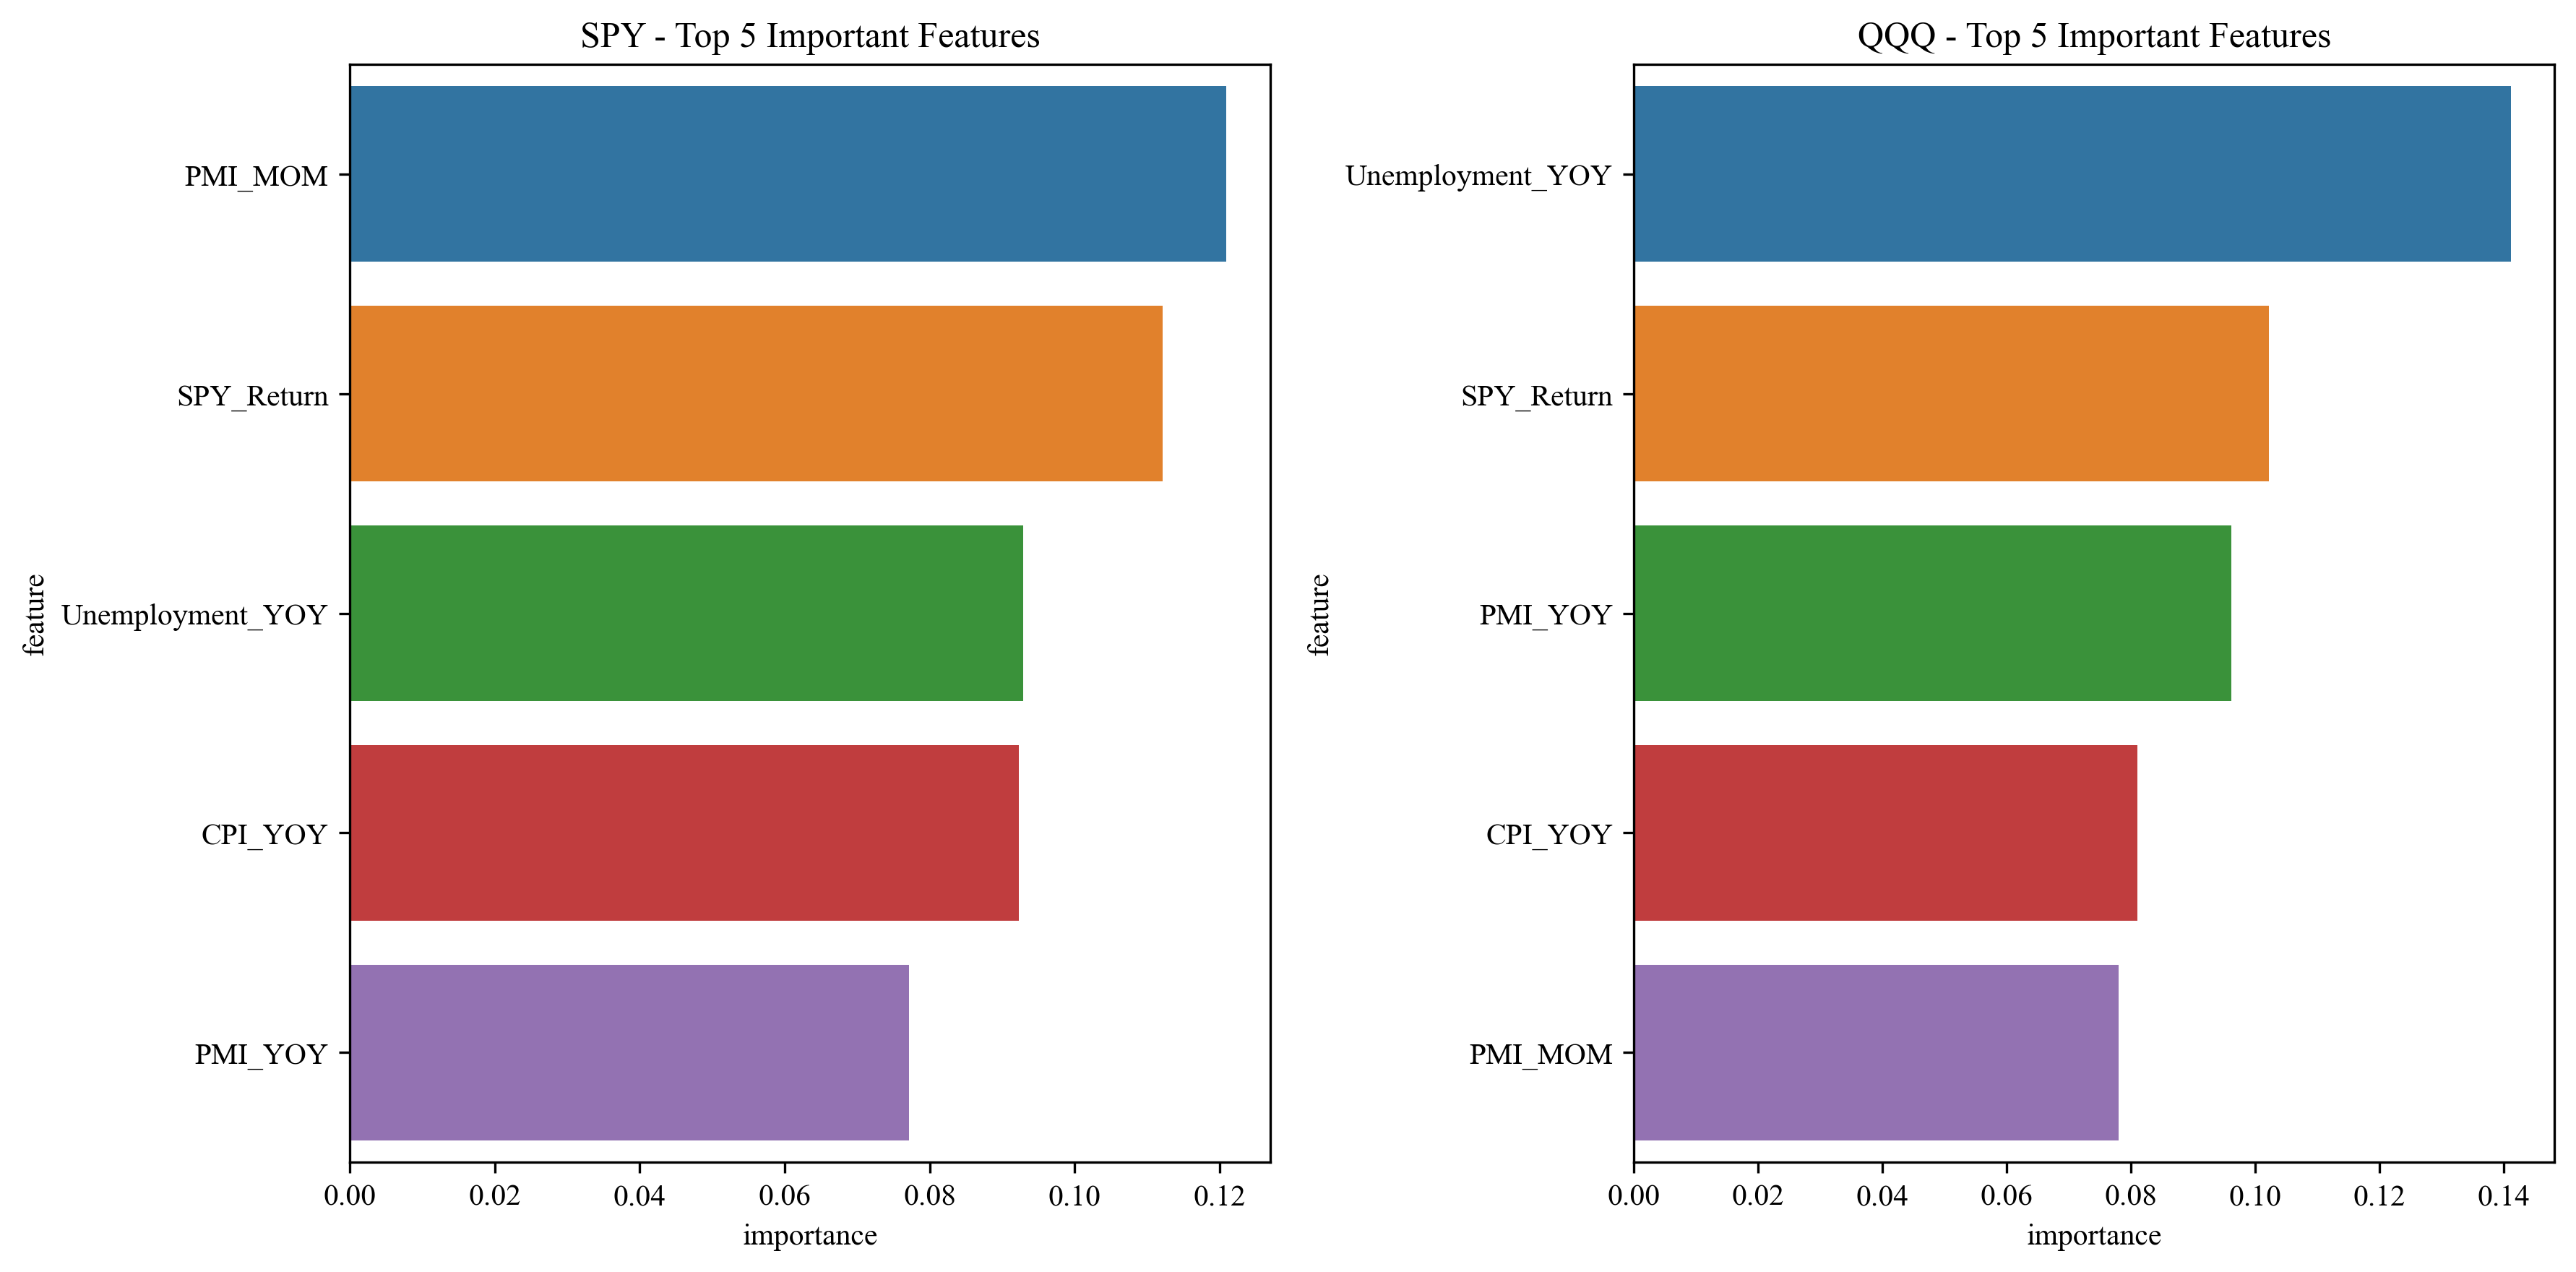 SPY - Top 5 Important Features
feature
PMI_MOM
SPY_Return
Unemployment_YOY
CPI_YOY
PMI_YOY
0.00 0.02 0.04 0.06 0.08 0.10 0.12
importance
QQQ - Top 5 Important Features
feature
Unemployment_YOY
SPY_Return
PMI_YOY
CPI_YOY
PMI_MOM
0.00 0.02 0.04 0.06 0.08 0.10 0.12 0.14
importance